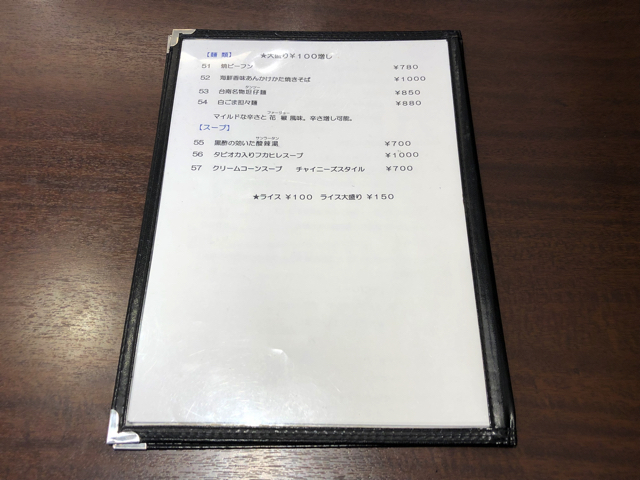 【麺 類】 ★大盛り￥１００増し
51 焼ビーフン ￥７８０
52 海鮮香味あんかけかた焼きそば ￥１０００
53 台南名物担仔麺 ￥８５０
54 白ごま担々麺 ￥８８０
マイルドな辛さと 花 椒 風味。辛さ増し可能。
【スープ】
55 黒酢の効いた酸辣湯 ￥７００
56 タピオカ入りフカヒレスープ ￥１０００
57 クリームコーンスープ チャイニーズスタイル ￥７００
★ライス ￥１００ ライス大盛り ￥１５０